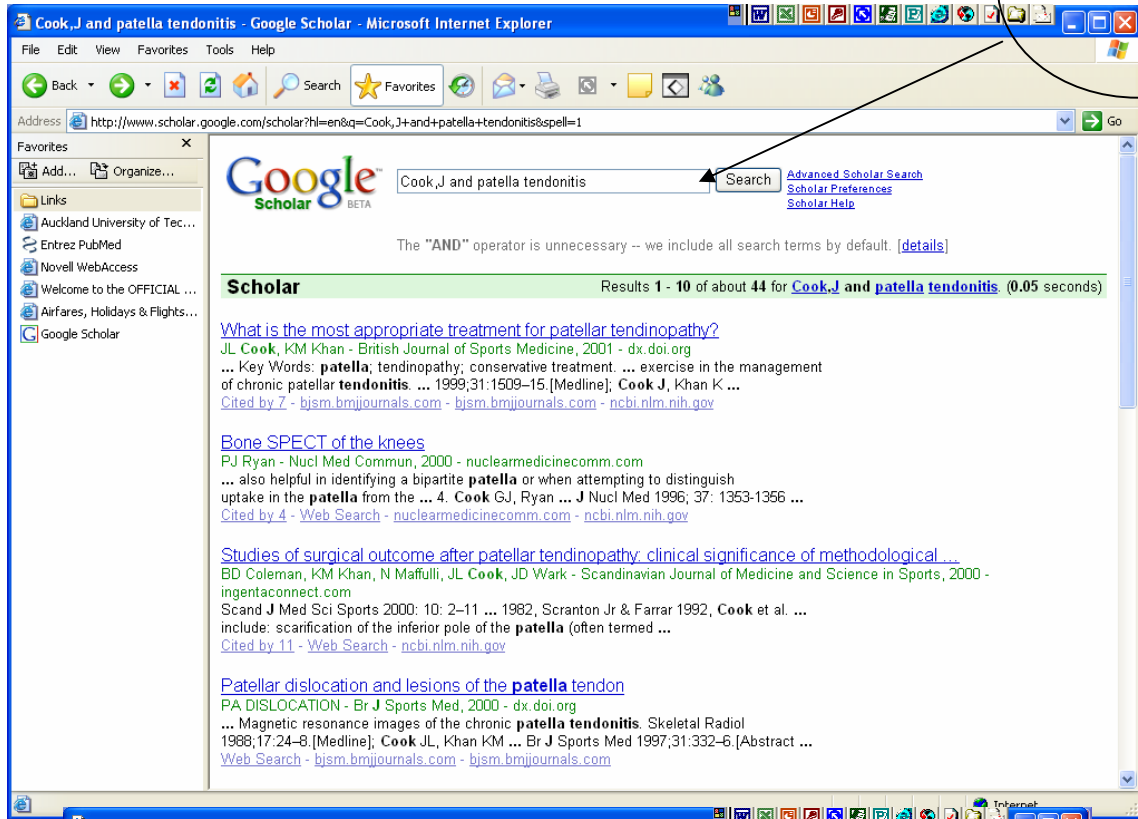 Cook,J and patella tendonitis - Google Scholar - Microsoft Internet Explorer
File Edit View Favorites Tools Help
Back Search Favorites
Address http://www.scholar.google.com/scholar?hl=en&q=Cook,J+and+patella+tendonitis&spell=1 Go
Favorites
Add... Organize...
Links
Auckland University of Tec...
Entrez PubMed
Novell WebAccess
Welcome to the OFFICIAL ...
Airfares, Holidays & Flights...
Google Scholar
Google Scholar BETA
Cook,J and patella tendonitis Search
Advanced Scholar Search
Scholar Preferences
Scholar Help
The "AND" operator is unnecessary -- we include all search terms by default. [details]
Scholar Results 1 - 10 of about 44 for Cook,J and patella tendonitis. (0.05 seconds)
What is the most appropriate treatment for patellar tendinopathy?
JL Cook, KM Khan - British Journal of Sports Medicine, 2001 - dx.doi.org
... Key Words: patella; tendinopathy; conservative treatment. ... exercise in the management
of chronic patellar tendonitis. ... 1999;31:1509–15.[Medline]; Cook J, Khan K ...
Cited by 7 - bjsm.bmjjournals.com - bjsm.bmjjournals.com - ncbi.nlm.nih.gov
Bone SPECT of the knees
PJ Ryan - Nucl Med Commun, 2000 - nuclearmedicinecomm.com
... also helpful in identifying a bipartite patella or when attempting to distinguish
uptake in the patella from the ... 4. Cook GJ, Ryan ... J Nucl Med 1996; 37: 1353-1356 ...
Cited by 4 - Web Search - nuclearmedicinecomm.com - ncbi.nlm.nih.gov
Studies of surgical outcome after patellar tendinopathy: clinical significance of methodological ...
BD Coleman, KM Khan, N Maffulli, JL Cook, JD Wark - Scandinavian Journal of Medicine and Science in Sports, 2000 -
ingentaconnect.com
Scand J Med Sci Sports 2000: 10: 2–11 ... 1982, Scranton Jr & Farrar 1992, Cook et al. ...
include: scarification of the inferior pole of the patella (often termed ...
Cited by 11 - Web Search - ncbi.nlm.nih.gov
Patellar dislocation and lesions of the patella tendon
PA DISLOCATION - Br J Sports Med, 2000 - dx.doi.org
... Magnetic resonance images of the chronic patella tendonitis. Skeletal Radiol
1988;17:24–8.[Medline]; Cook JL, Khan KM ... Br J Sports Med 1997;31:332–6.[Abstract ...
Web Search - bjsm.bmjjournals.com - bjsm.bmjjournals.com
Internet